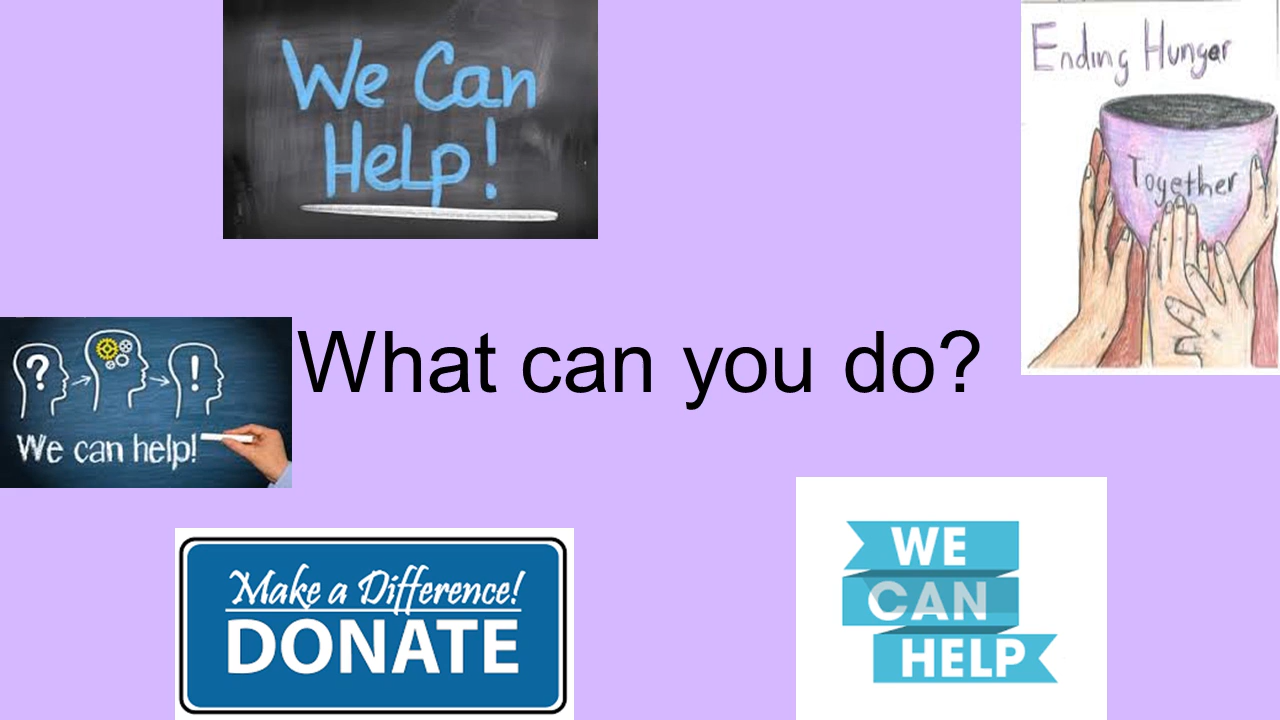 We Can
HeLp!
Ending Hunger
Together
What can you do?
?
!
We can help!
Make a Difference!
DONATE
WE
CAN
HELP